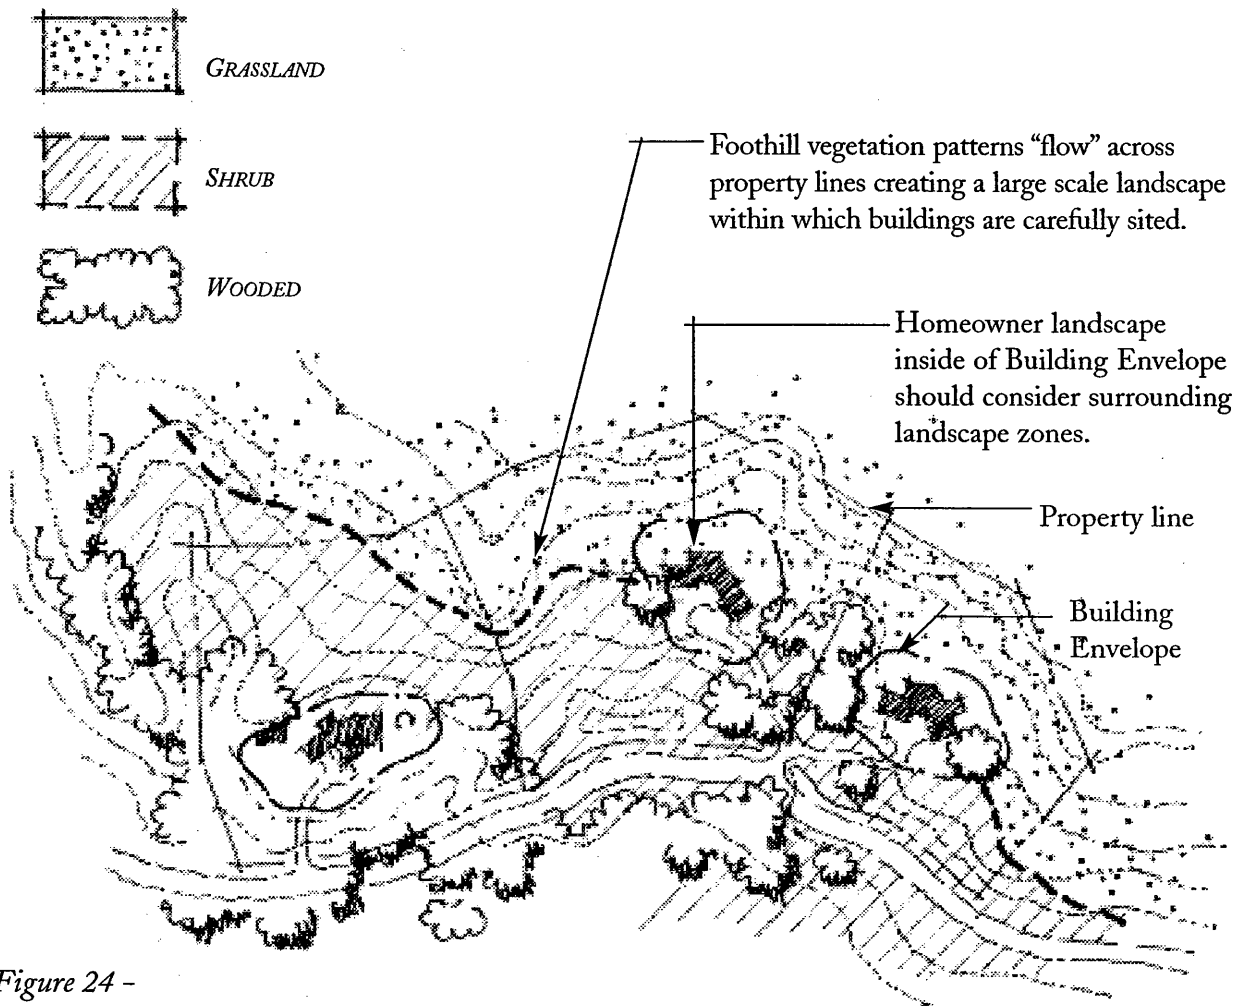 GRASSLAND
SHRUB
WOODED
Foothill vegetation patterns “flow” across
property lines creating a large scale landscape
within which buildings are carefully sited.
Homeowner landscape
inside of Building Envelope
should consider surrounding
landscape zones.
Property line
Building
Envelope
Figure 24 –